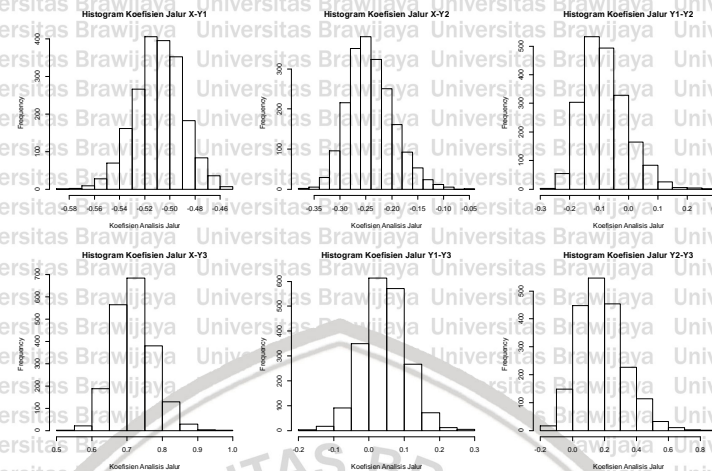 Histogram Koefisien Jalur X-Y1
Frequency
0 100 200 300 400
-0.58 -0.56 -0.54 -0.52 -0.50 -0.48 -0.46
Koefisien Analisis Jalur
Histogram Koefisien Jalur X-Y2
Frequency
0 100 200 300
-0.35 -0.30 -0.25 -0.20 -0.15 -0.10 -0.05
Koefisien Analisis Jalur
Histogram Koefisien Jalur Y1-Y2
Frequency
0 100 200 300 400 500
-0.3 -0.2 -0.1 0.0 0.1 0.2
Koefisien Analisis Jalur
Histogram Koefisien Jalur X-Y3
Frequency
0 100 200 300 400 500 600 700
0.5 0.6 0.7 0.8 0.9 1.0
Koefisien Analisis Jalur
Histogram Koefisien Jalur Y1-Y3
Frequency
0 100 200 300 400 500 600
-0.2 -0.1 0.0 0.1 0.2 0.3
Koefisien Analisis Jalur
Histogram Koefisien Jalur Y2-Y3
Frequency
0 100 200 300 400 500
-0.2 0.0 0.2 0.4 0.6 0.8
Koefisien Analisis Jalur
Universitas Brawijaya